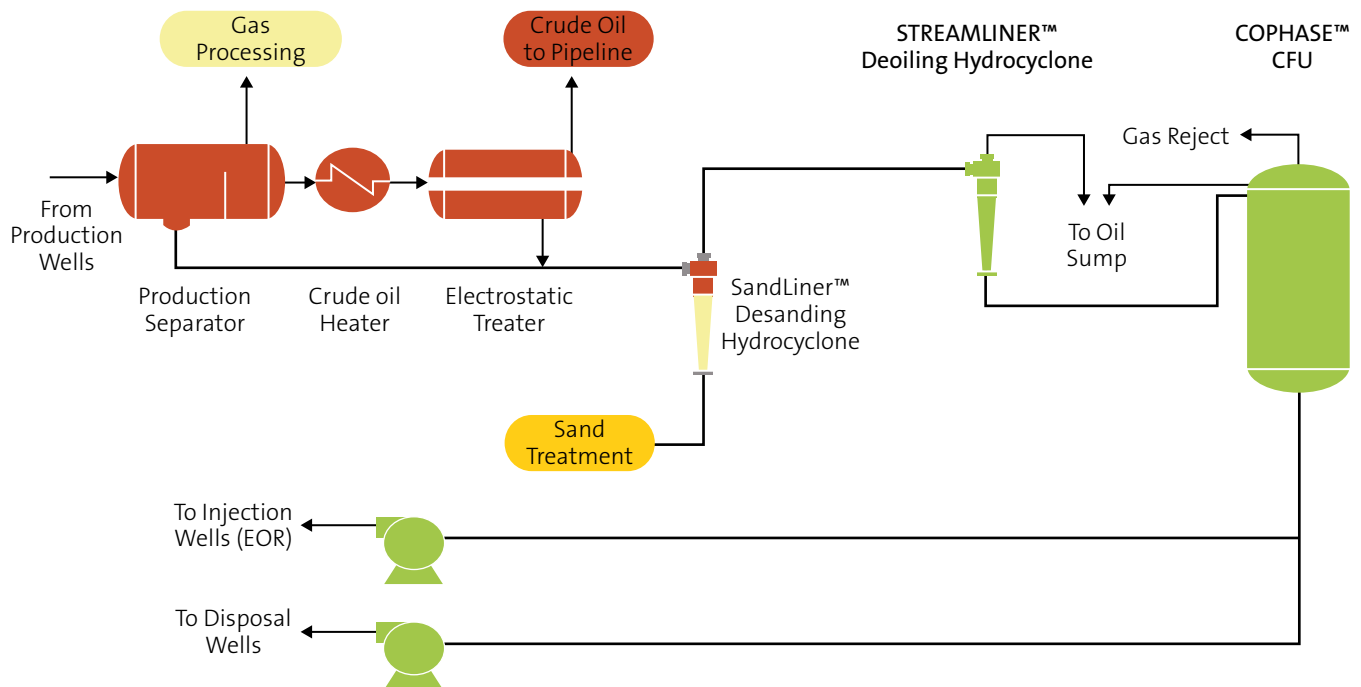 Gas
Processing
Crude Oil
to Pipeline
STREAMLINER™
Deoiling Hydrocyclone
COPHASE™
CFU
Gas Reject
From
Production
Wells
To Oil
Sump
Production
Separator
Crude oil
Heater
Electrostatic
Treater
SandLiner™
Desanding
Hydrocyclone
Sand
Treatment
To Injection
Wells (EOR)
To Disposal
Wells